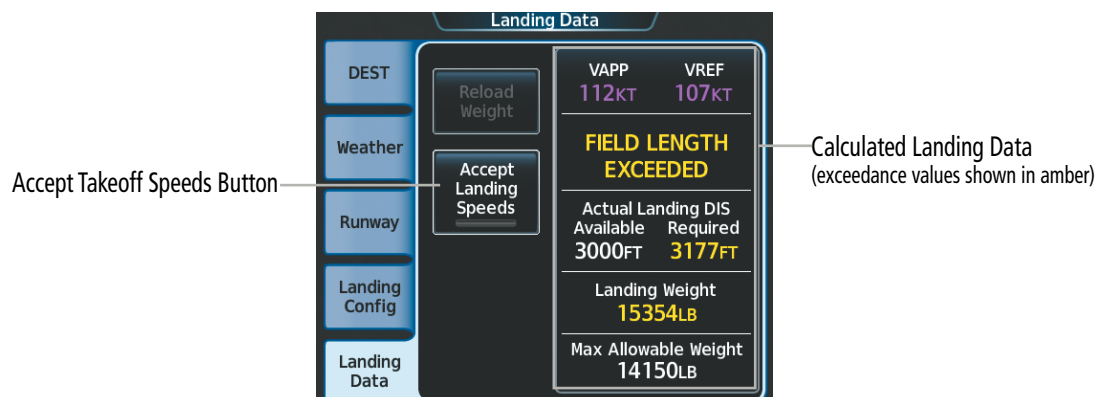 Landing Data
DEST
Weather
Runway
Landing
Config
Landing
Data
Reload
Weight
Accept
Landing
Speeds
VAPP VREF
112KT 107KT
FIELD LENGTH
EXCEEDED
Actual Landing DIS
Available Required
3000FT 3177FT
Landing Weight
15354LB
Max Allowable Weight
14150LB
Accept Takeoff Speeds Button
Calculated Landing Data
(exceedance values shown in amber)